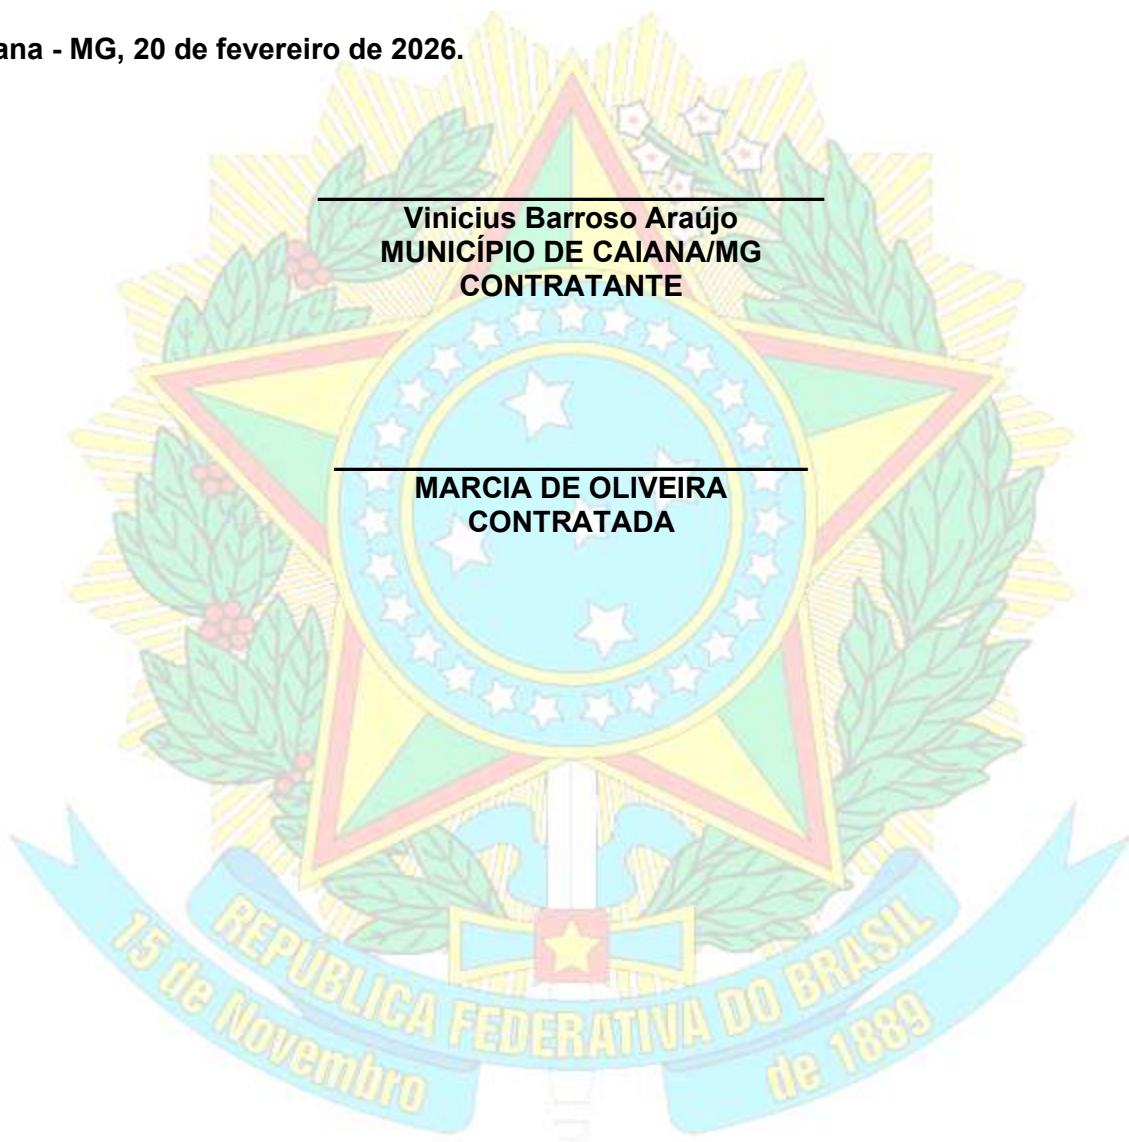 ana - MG, 20 de fevereiro de 2026.
Vinicius Barroso Araújo
MUNICÍPIO DE CAIANA/MG
CONTRATANTE
MARCIA DE OLIVEIRA
CONTRATADA
REPÚBLICA FEDERATIVA DO BRASIL
15 de Novembro
de 1889